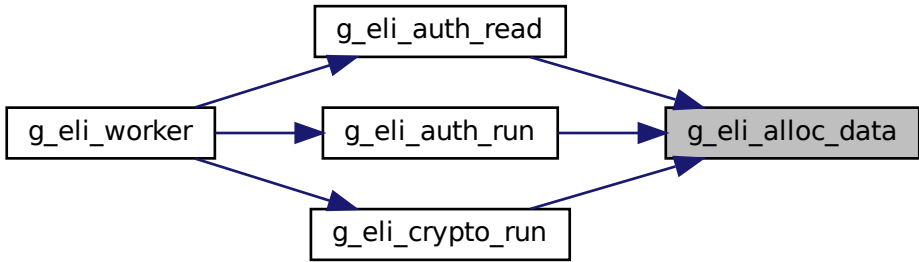 g_eli_auth_read
g_eli_worker
g_eli_auth_run
g_eli_alloc_data
g_eli_crypto_run